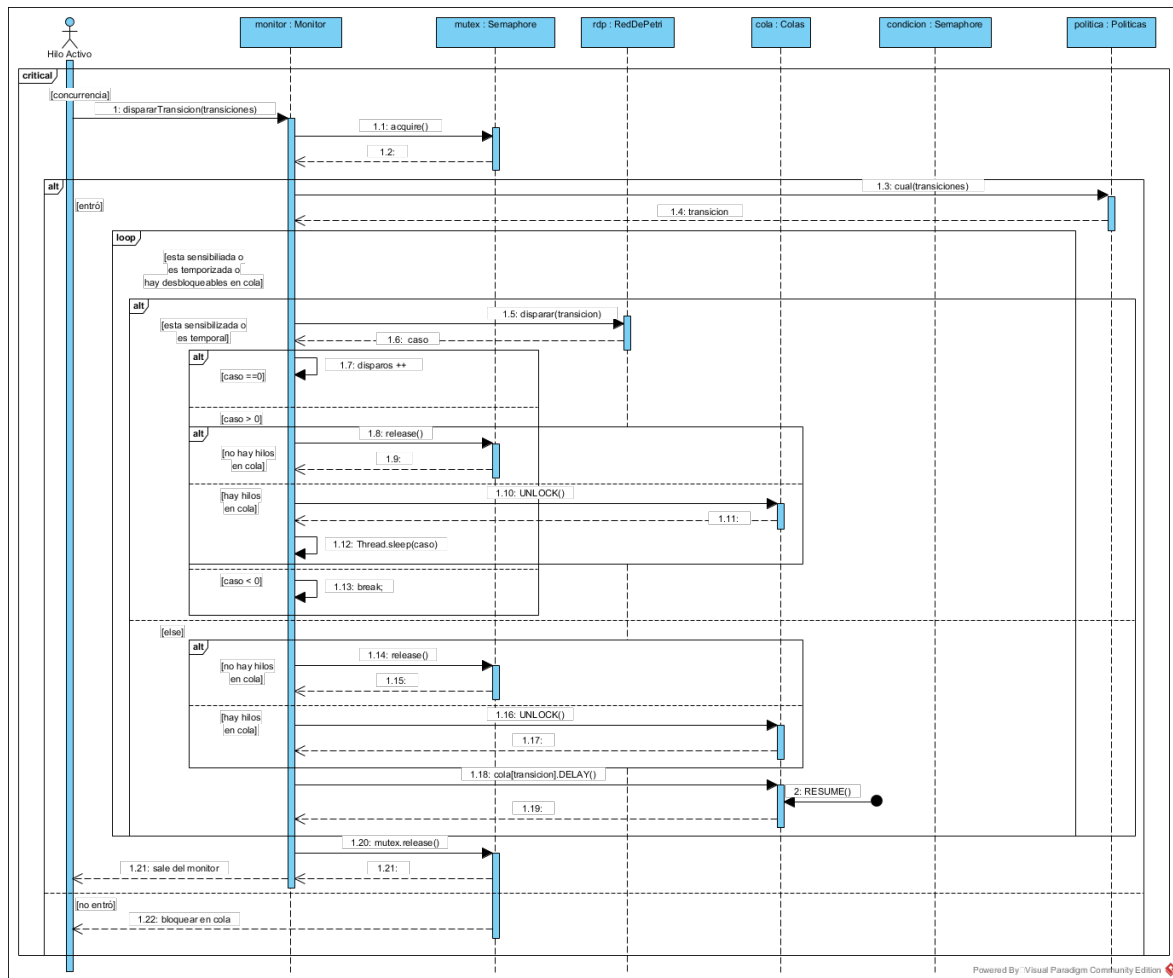 monitor : Monitor
mutex : Semaphore
rdp : RedDePetri
cola : Colas
condicion : Semaphore
politica : Politicas
Hilo Activo
critical
[concurrencia]
1: dispararTransicion(transiciones)
1.1: acquire()
1.2:
alt
1.3: cual(transiciones)
[entró]
1.4: transicion
loop
[esta sensibiliada o
es temporizada o
hay desbloqueables en cola]
alt
1.5: disparar(transicion)
[esta sensibilizada o
es temporal]
1.6: caso
alt
1.7: disparos ++
[caso ==0]
[caso > 0]
alt
1.8: release()
[no hay hilos
en cola]
1.9:
[hay hilos
en cola]
1.10: UNLOCK()
1.11:
1.12: Thread.sleep(caso)
[caso < 0]
1.13: break;
[else]
alt
1.14: release()
[no hay hilos
en cola]
1.15:
[hay hilos
en cola]
1.16: UNLOCK()
1.17:
1.18: cola[transicion].DELAY()
2: RESUME()
1.19:
1.20: mutex.release()
1.21: sale del monitor
1.21:
[no entró]
1.22: bloquear en cola
Powered By Visual Paradigm Community Edition